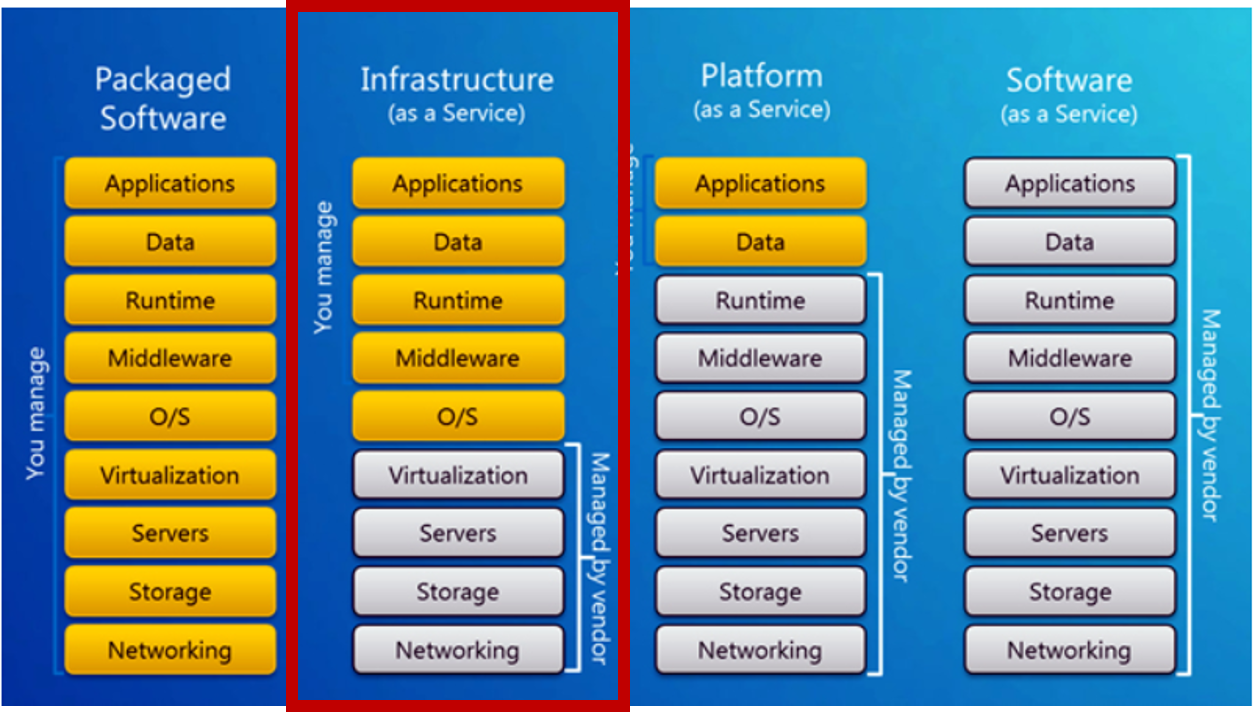 Packaged
Software
You manage
Applications
Data
Runtime
Middleware
O/S
Virtualization
Servers
Storage
Networking
Infrastructure
(as a Service)
You manage
Applications
Data
Runtime
Middleware
O/S
Virtualization
Servers
Storage
Networking
Managed by vendor
Platform
(as a Service)
You manage
Applications
Data
Runtime
Middleware
O/S
Virtualization
Servers
Storage
Networking
Managed by vendor
Software
(as a Service)
Applications
Data
Runtime
Middleware
O/S
Virtualization
Servers
Storage
Networking
Managed by vendor